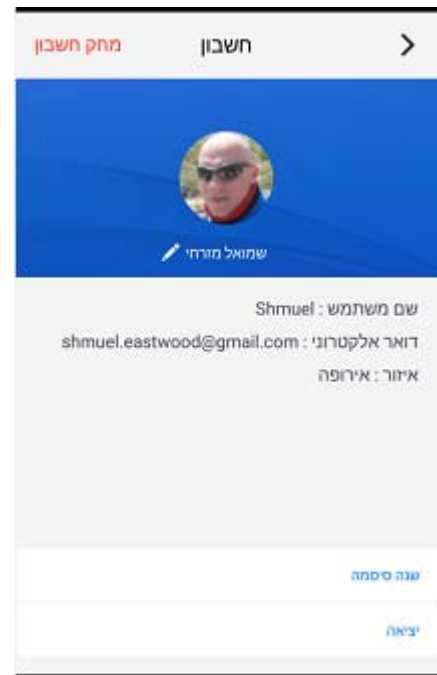 חשבון
מחק חשבון
שמואל מזרחי
שם משתמש : Shmuel
דואר אלקטרוני : shmuel.eastwood@gmail.com
איזור : אירופה
שנה סיסמה
יציאה